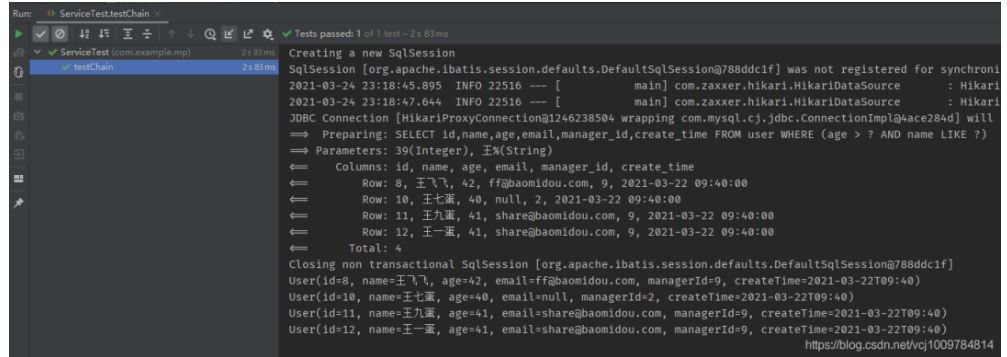 Run: ServiceTest.testChain ×
Tests passed: 1 of 1 test – 2 s 83 ms
ServiceTest (com.example.mp) 2 s 83 ms
testChain 2 s 83 ms
Creating a new SqlSession
SqlSession [org.apache.ibatis.session.defaults.DefaultSqlSession@788ddc1f] was not registered for synchroni
2021-03-24 23:18:45.895 INFO 22516 --- [ main] com.zaxxer.hikari.HikariDataSource : Hikari
2021-03-24 23:18:47.644 INFO 22516 --- [ main] com.zaxxer.hikari.HikariDataSource : Hikari
JDBC Connection [HikariProxyConnection@1246238504 wrapping com.mysql.cj.jdbc.ConnectionImpl@4ace284d] will
==> Preparing: SELECT id,name,age,email,manager_id,create_time FROM user WHERE (age > ? AND name LIKE ?)
==> Parameters: 39(Integer), 王%(String)
<== Columns: id, name, age, email, manager_id, create_time
<== Row: 8, 王飞飞, 42, ff@baomidou.com, 9, 2021-03-22 09:40:00
<== Row: 10, 王七蛋, 40, null, 2, 2021-03-22 09:40:00
<== Row: 11, 王九蛋, 41, share@baomidou.com, 9, 2021-03-22 09:40:00
<== Row: 12, 王一蛋, 41, share@baomidou.com, 9, 2021-03-22 09:40:00
<== Total: 4
Closing non transactional SqlSession [org.apache.ibatis.session.defaults.DefaultSqlSession@788ddc1f]
User(id=8, name=王飞飞, age=42, email=ff@baomidou.com, managerId=9, createTime=2021-03-22T09:40)
User(id=10, name=王七蛋, age=40, email=null, managerId=2, createTime=2021-03-22T09:40)
User(id=11, name=王九蛋, age=41, email=share@baomidou.com, managerId=9, createTime=2021-03-22T09:40)
User(id=12, name=王一蛋, age=41, email=share@baomidou.com, managerId=9, createTime=2021-03-22T09:40)
https://blog.csdn.net/vcj1009784814